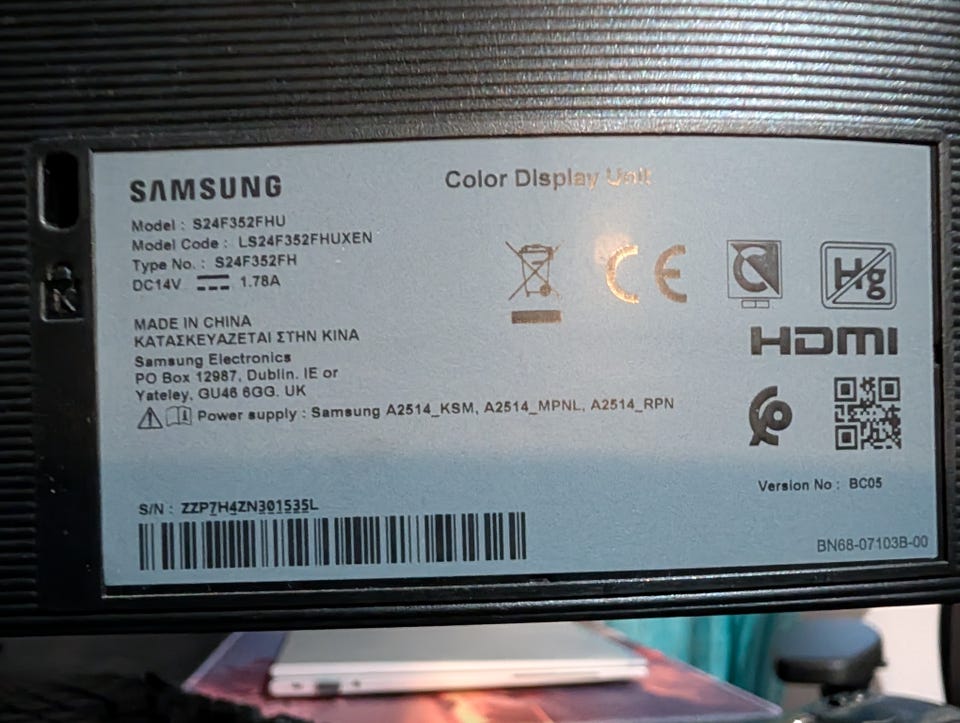 SAMSUNG
Color Display Unit
Model : S24F352FHU
Model Code : LS24F352FHUXEN
Type No. : S24F352FH
DC14V 1.78A
MADE IN CHINA
ΚΑΤΑΣΚΕΥΑΖΕΤΑΙ ΣΤΗΝ ΚΙΝΑ
Samsung Electronics
PO Box 12987, Dublin. IE or
Yateley, GU46 6GG. UK
Power supply : Samsung A2514_KSM, A2514_MPNL, A2514_RPN
CE
Hg
HDMI
Version No : BC05
S/N : ZZP7H4ZN301535L
BN68-07103B-00
K